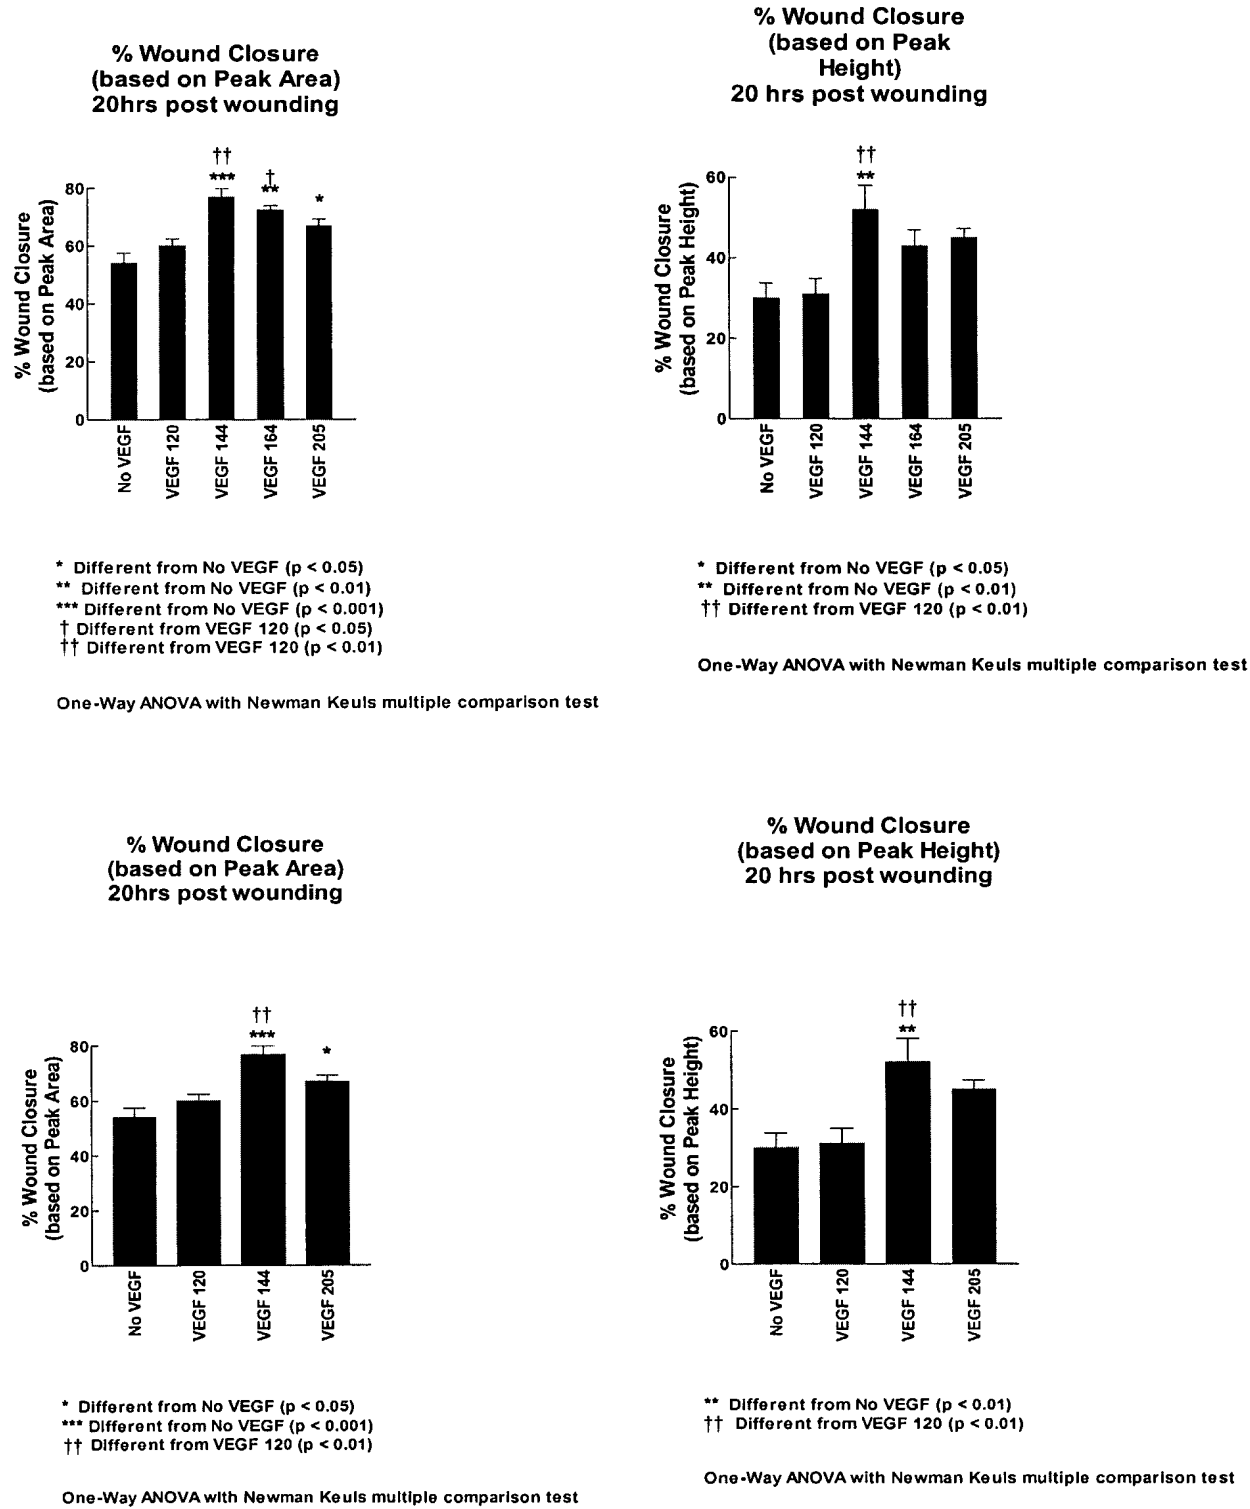 % Wound Closure
(based on Peak Area)
20hrs post wounding
††
***
†
**
*
% Wound Closure
(based on Peak Area)
80
60
40
20
0
No VEGF
VEGF 120
VEGF 144
VEGF 164
VEGF 205
* Different from No VEGF (p < 0.05)
** Different from No VEGF (p < 0.01)
*** Different from No VEGF (p < 0.001)
† Different from VEGF 120 (p < 0.05)
†† Different from VEGF 120 (p < 0.01)
One-Way ANOVA with Newman Keuls multiple comparison test
% Wound Closure
(based on Peak
Height)
20 hrs post wounding
††
**
% Wound Closure
(based on Peak Height)
60
40
20
0
No VEGF
VEGF 120
VEGF 144
VEGF 164
VEGF 205
* Different from No VEGF (p < 0.05)
** Different from No VEGF (p < 0.01)
†† Different from VEGF 120 (p < 0.01)
One-Way ANOVA with Newman Keuls multiple comparison test
% Wound Closure
(based on Peak Area)
20hrs post wounding
††
***
*
% Wound Closure
(based on Peak Area)
80
60
40
20
0
No VEGF
VEGF 120
VEGF 144
VEGF 205
* Different from No VEGF (p < 0.05)
*** Different from No VEGF (p < 0.001)
†† Different from VEGF 120 (p < 0.01)
One-Way ANOVA with Newman Keuls multiple comparison test
% Wound Closure
(based on Peak Height)
20 hrs post wounding
††
**
% Wound Closure
(based on Peak Height)
60
40
20
0
No VEGF
VEGF 120
VEGF 144
VEGF 205
** Different from No VEGF (p < 0.01)
†† Different from VEGF 120 (p < 0.01)
One-Way ANOVA with Newman Keuls multiple comparison test